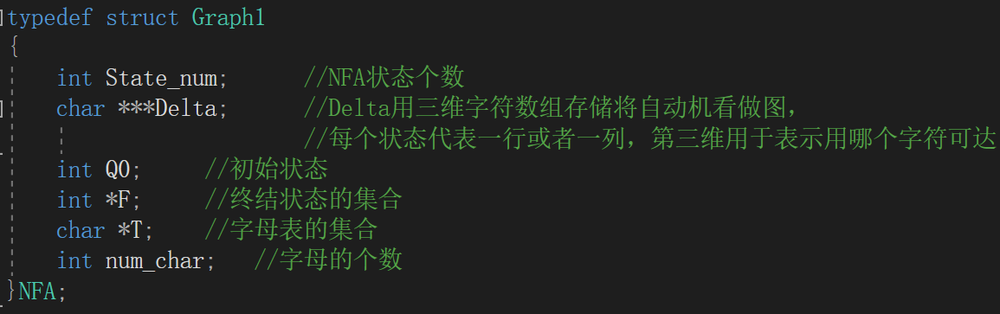 typedef struct Graph1
{
int State_num; //NFA状态个数
char ***Delta; //Delta用三维字符数组存储将自动机看做图，
//每个状态代表一行或者一列，第三维用于表示用哪个字符可达
int Q0; //初始状态
int *F; //终结状态的集合
char *T; //字母表的集合
int num_char; //字母的个数
}NFA;